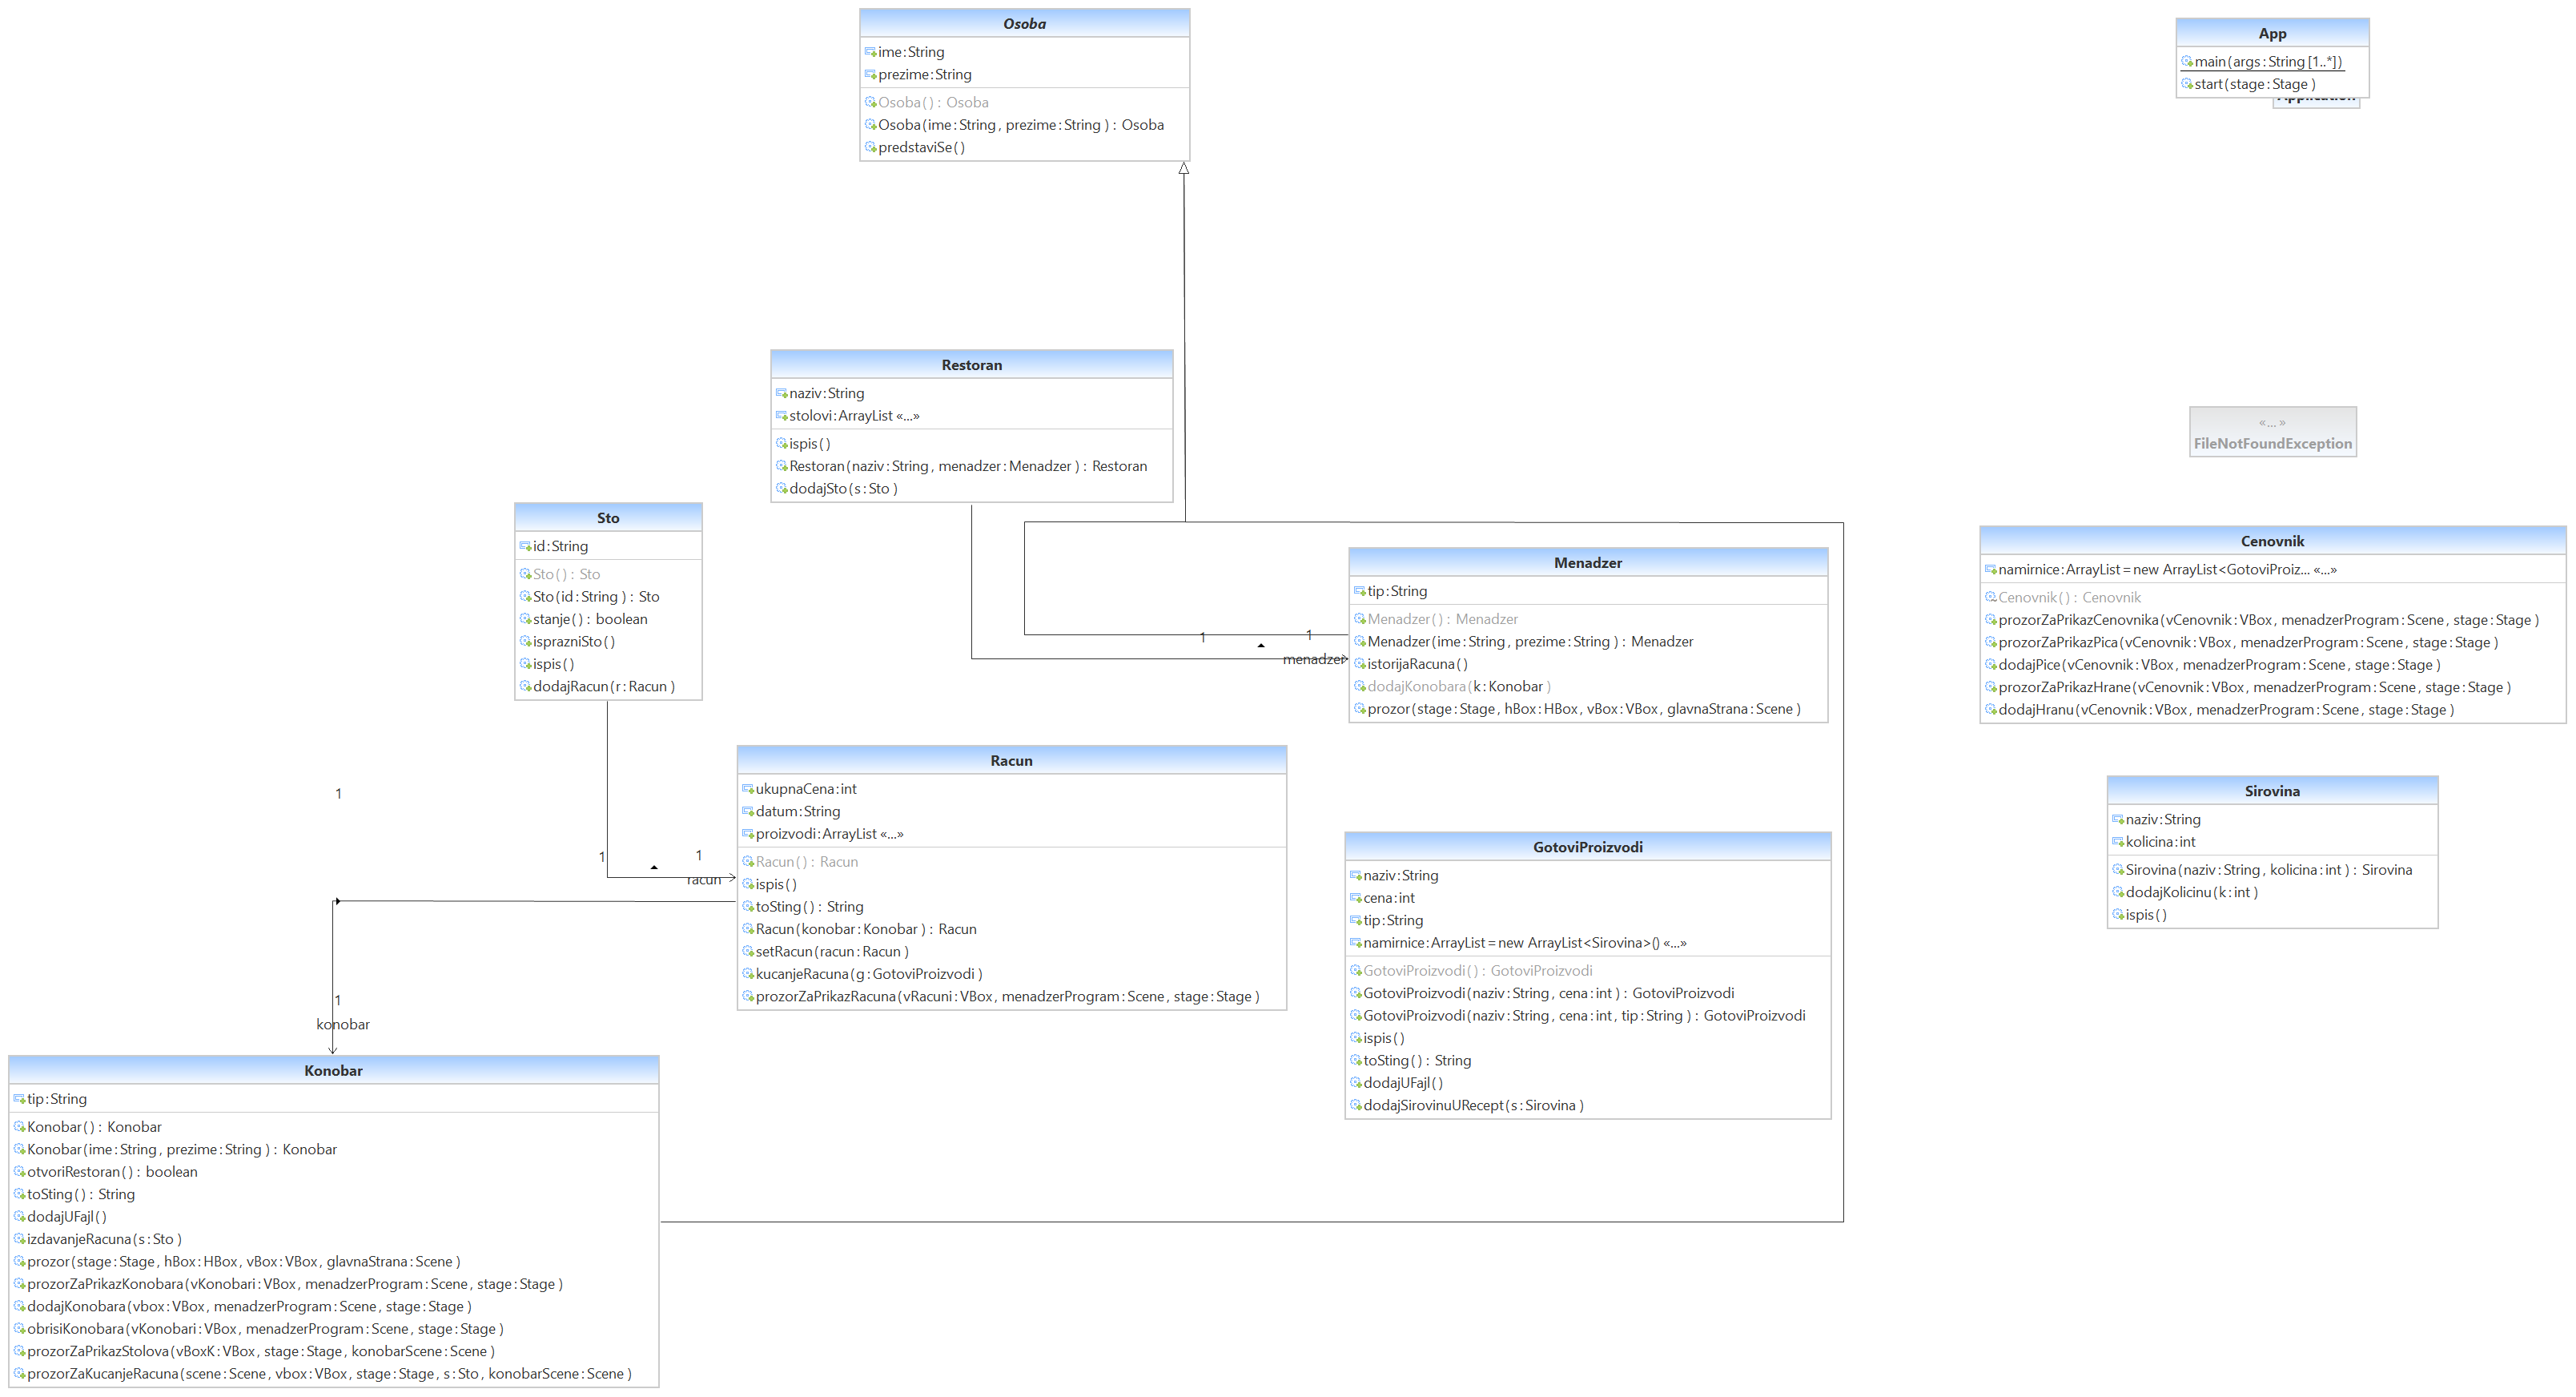 Osoba
ime:String
prezime:String
Osoba() : Osoba
Osoba(ime:String, prezime:String) : Osoba
predstaviSe()
App
main(args:String[1..*])
start(stage:Stage)
Application
Restoran
naziv:String
stolovi:ArrayList «...»
ispis()
Restoran(naziv:String, menadzer:Menadzer) : Restoran
dodajSto(s:Sto)
«...»
FileNotFoundException
Sto
id:String
Sto() : Sto
Sto(id:String) : Sto
stanje() : boolean
isprazniSto()
ispis()
dodajRacun(r:Racun)
Menadzer
tip:String
Menadzer() : Menadzer
Menadzer(ime:String, prezime:String) : Menadzer
istorijaRacuna()
dodajKonobara(k:Konobar)
prozor(stage:Stage, hBox:HBox, vBox:VBox, glavnaStrana:Scene)
1
1
menadzer
Cenovnik
namirnice:ArrayList = new ArrayList<GotoviProiz... «...»
Cenovnik() : Cenovnik
prozorZaPrikazCenovnika(vCenovnik:VBox, menadzerProgram:Scene, stage:Stage)
prozorZaPrikazPica(vCenovnik:VBox, menadzerProgram:Scene, stage:Stage)
dodajPice(vCenovnik:VBox, menadzerProgram:Scene, stage:Stage)
prozorZaPrikazHrane(vCenovnik:VBox, menadzerProgram:Scene, stage:Stage)
dodajHranu(vCenovnik:VBox, menadzerProgram:Scene, stage:Stage)
Racun
ukupnaCena:int
datum:String
proizvodi:ArrayList «...»
Racun() : Racun
ispis()
toSting() : String
Racun(konobar:Konobar) : Racun
setRacun(racun:Racun)
kucanjeRacuna(g:GotoviProizvodi)
prozorZaPrikazRacuna(vRacuni:VBox, menadzerProgram:Scene, stage:Stage)
1
1
racun
1
1
konobar
GotoviProizvodi
naziv:String
cena:int
tip:String
namirnice:ArrayList = new ArrayList<Sirovina>() «...»
GotoviProizvodi() : GotoviProizvodi
GotoviProizvodi(naziv:String, cena:int) : GotoviProizvodi
GotoviProizvodi(naziv:String, cena:int, tip:String) : GotoviProizvodi
ispis()
toSting() : String
dodajUFajl()
dodajSirovinuURecept(s:Sirovina)
Sirovina
naziv:String
kolicina:int
Sirovina(naziv:String, kolicina:int) : Sirovina
dodajKolicinu(k:int)
ispis()
Konobar
tip:String
Konobar() : Konobar
Konobar(ime:String, prezime:String) : Konobar
otvoriRestoran() : boolean
toSting() : String
dodajUFajl()
izdavanjeRacuna(s:Sto)
prozor(stage:Stage, hBox:HBox, vBox:VBox, glavnaStrana:Scene)
prozorZaPrikazKonobara(vKonobari:VBox, menadzerProgram:Scene, stage:Stage)
dodajKonobara(vbox:VBox, menadzerProgram:Scene, stage:Stage)
obrisiKonobara(vKonobari:VBox, menadzerProgram:Scene, stage:Stage)
prozorZaPrikazStolova(vBoxK:VBox, stage:Stage, konobarScene:Scene)
prozorZaKucanjeRacuna(scene:Scene, vbox:VBox, stage:Stage, s:Sto, konobarScene:Scene)